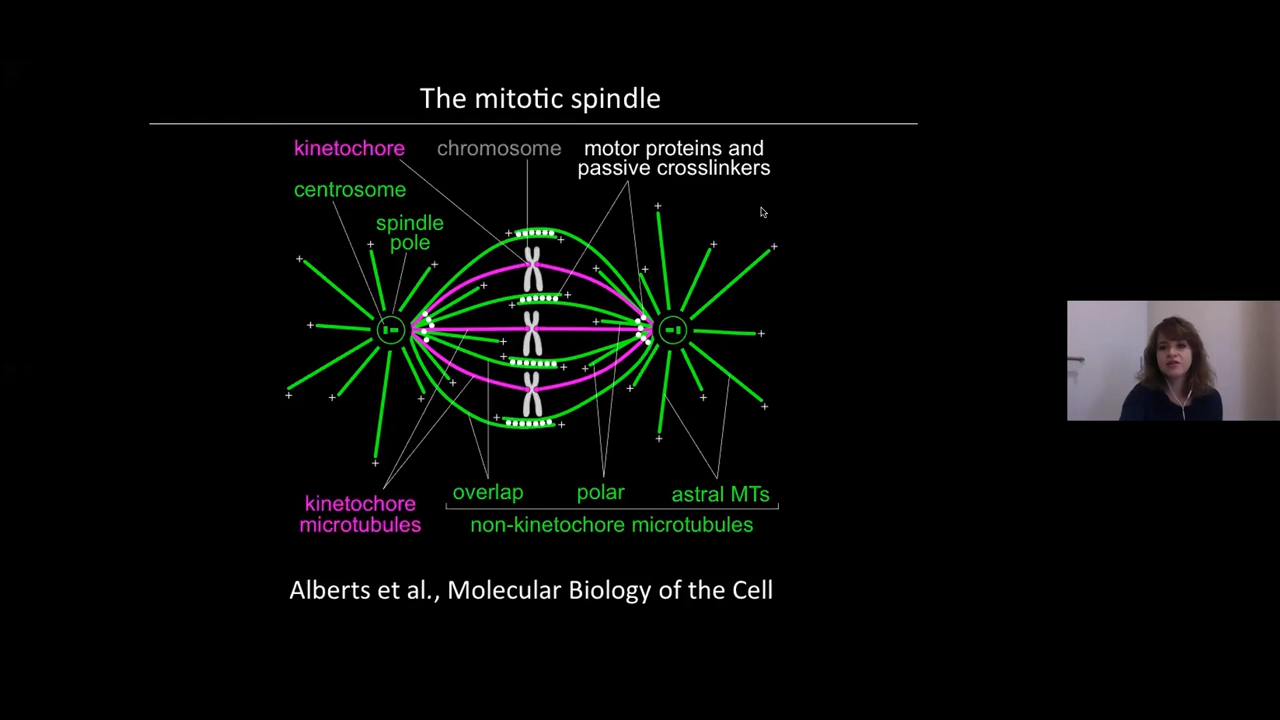 The mitotic spindle
kinetochore
chromosome
motor proteins and
passive crosslinkers
centrosome
spindle
pole
kinetochore
microtubules
overlap
polar
astral MTs
non-kinetochore microtubules
Alberts et al., Molecular Biology of the Cell